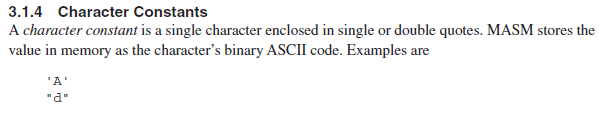 3.1.4 Character Constants
A character constant is a single character enclosed in single or double quotes. MASM stores the
value in memory as the character’s binary ASCII code. Examples are
'A'
"d"